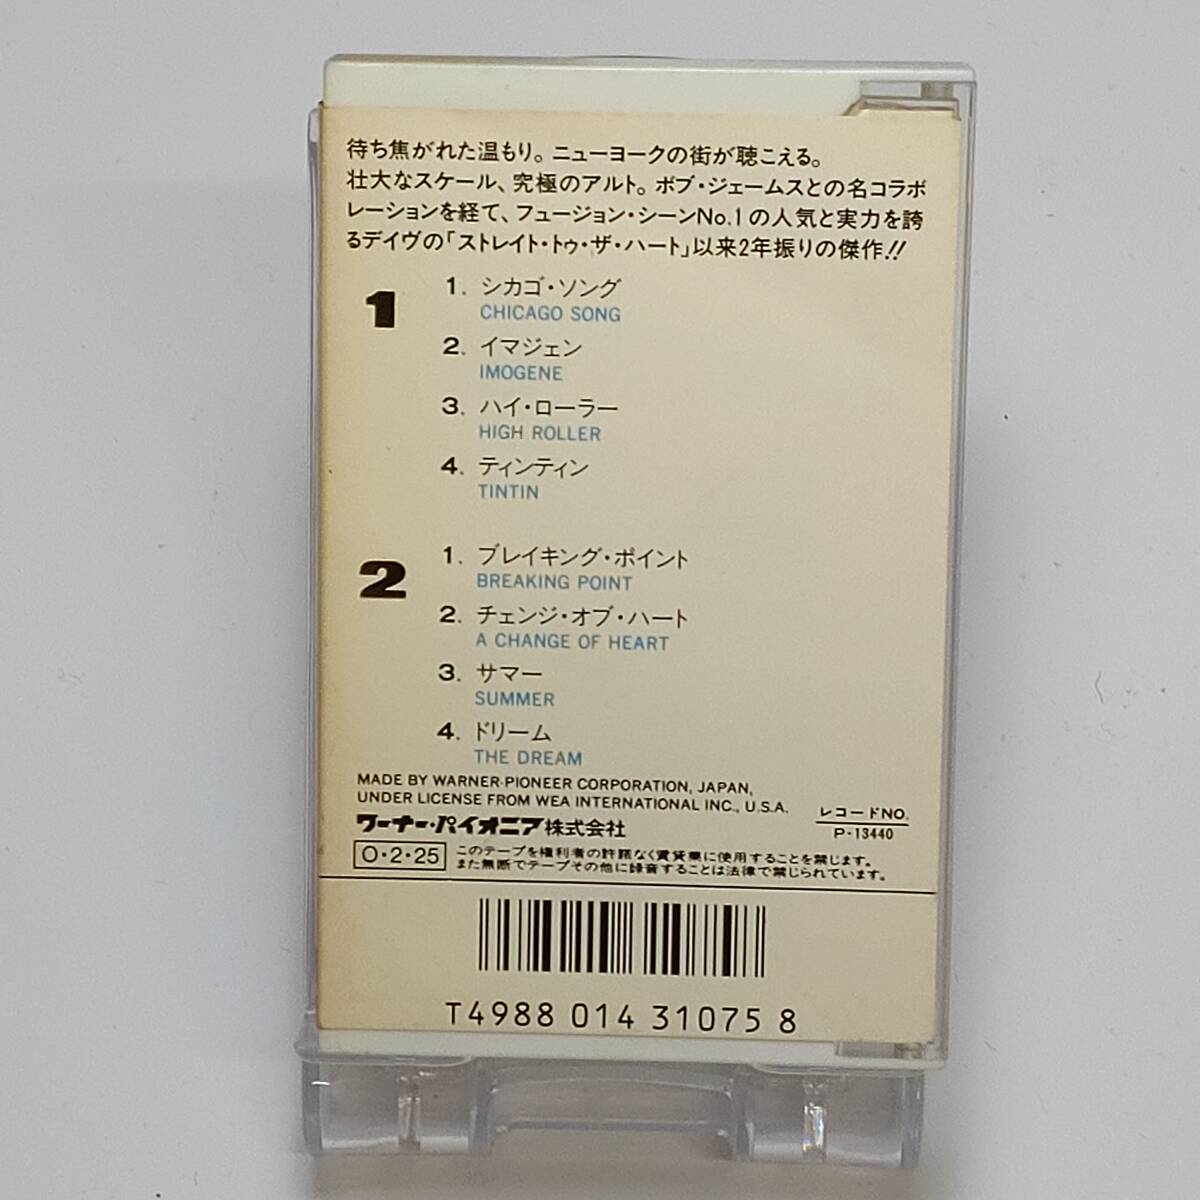 待ち焦がれた温もり。ニューヨークの街が聴こえる。
壮大なスケール、究極のアルト。ボブ・ジェームスとの名コラボ
レーションを経て、フュージョン・シーンNo.1の人気と実力を誇
るデイヴの「ストレイト・トゥ・ザ・ハート」以来2年振りの傑作!!
1
1. シカゴ・ソング
CHICAGO SONG
2. イマジェン
IMOGENE
3. ハイ・ローラー
HIGH ROLLER
4. ティンティン
TINTIN
2
1. ブレイキング・ポイント
BREAKING POINT
2. チェンジ・オブ・ハート
A CHANGE OF HEART
3. サマー
SUMMER
4. ドリーム
THE DREAM
MADE BY WARNER-PIONEER CORPORATION, JAPAN,
UNDER LICENSE FROM WEA INTERNATIONAL INC., U.S.A.
ワーナー・パイオニア株式会社
レコードNO.
P-13440
O・2・25
このテープを権利者の許諾なく賃貸業に使用することを禁じます。
また無断でテープその他に録音することは法律で禁じられています。
T4988 014 31075 8